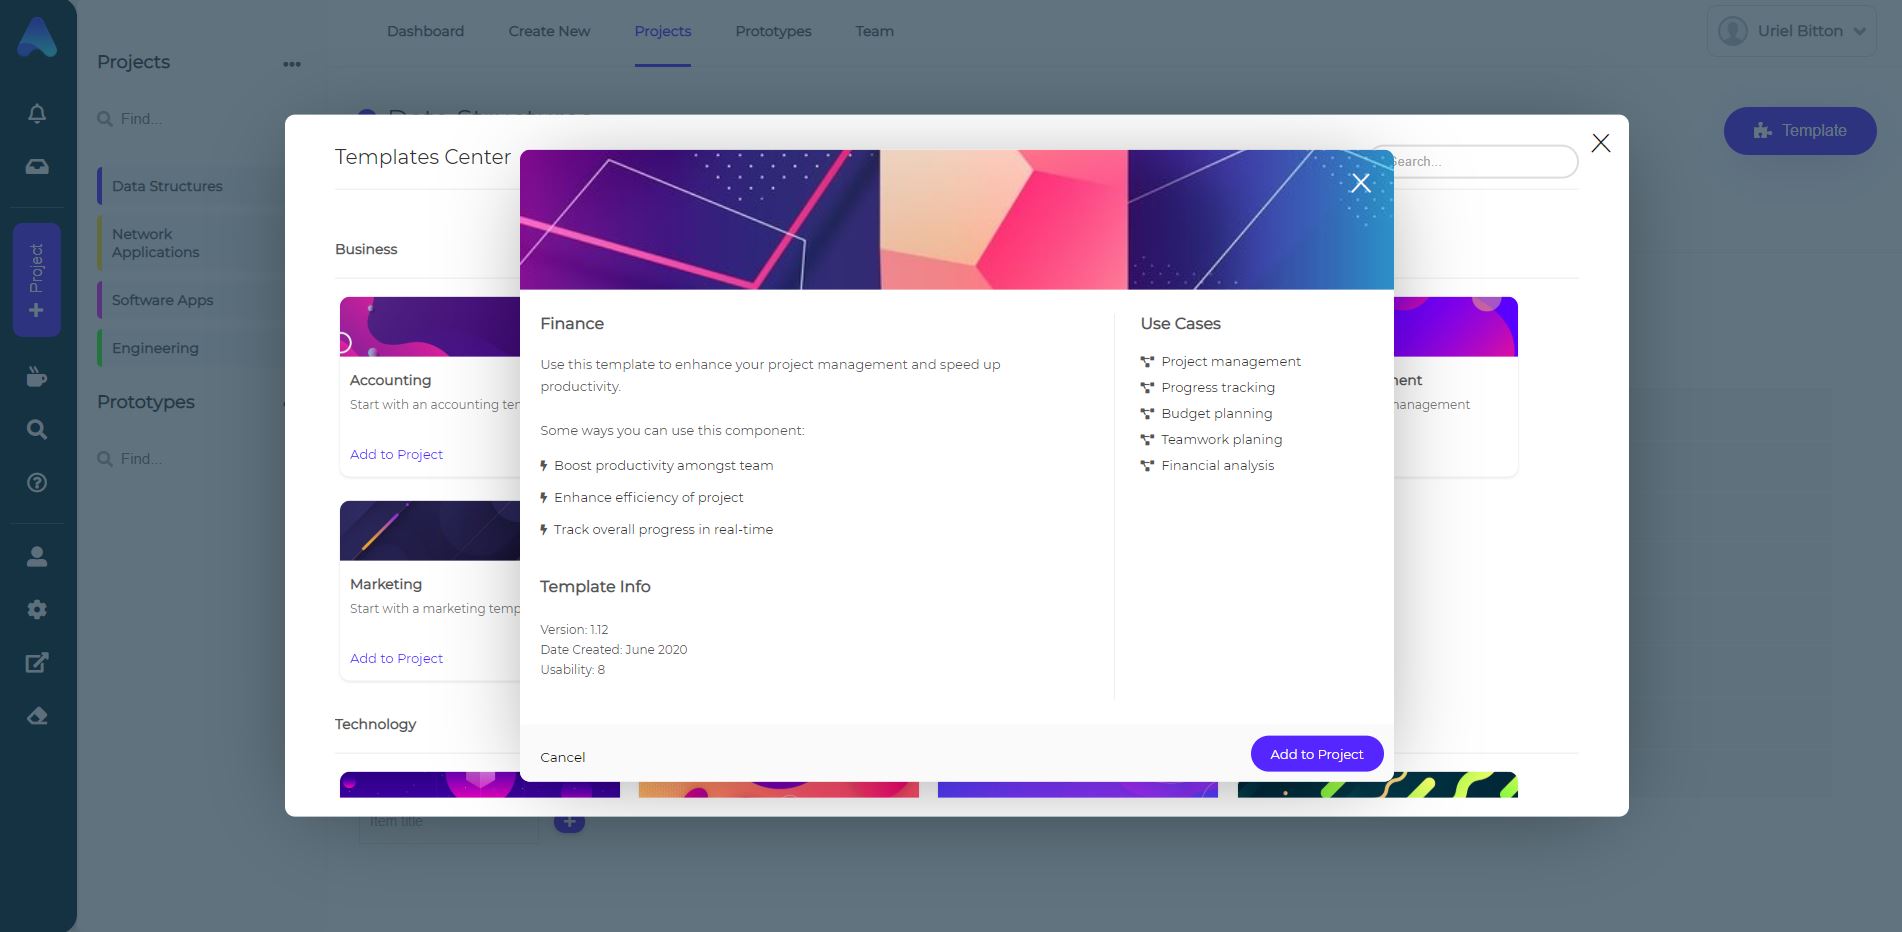 Dashboard
Create New
Projects
Prototypes
Team
Uriel Bitton
Projects
Find...
Data Structures
Network
Applications
Software Apps
Engineering
Prototypes
Find...
Project
Data Structures
Template
Templates Center
Search...
Business
Accounting
Start with an accounting
Add to Project
Marketing
Start with a marketing
Add to Project
Technology
Finance
Use this template to enhance your project management and speed up
productivity.
Some ways you can use this component:
Boost productivity amongst team
Enhance efficiency of project
Track overall progress in real-time
Template Info
Version: 1.12
Date Created: June 2020
Usability: 8
Use Cases
Project management
Progress tracking
Budget planning
Teamwork planing
Financial analysis
Cancel
Add to Project
management
Item title